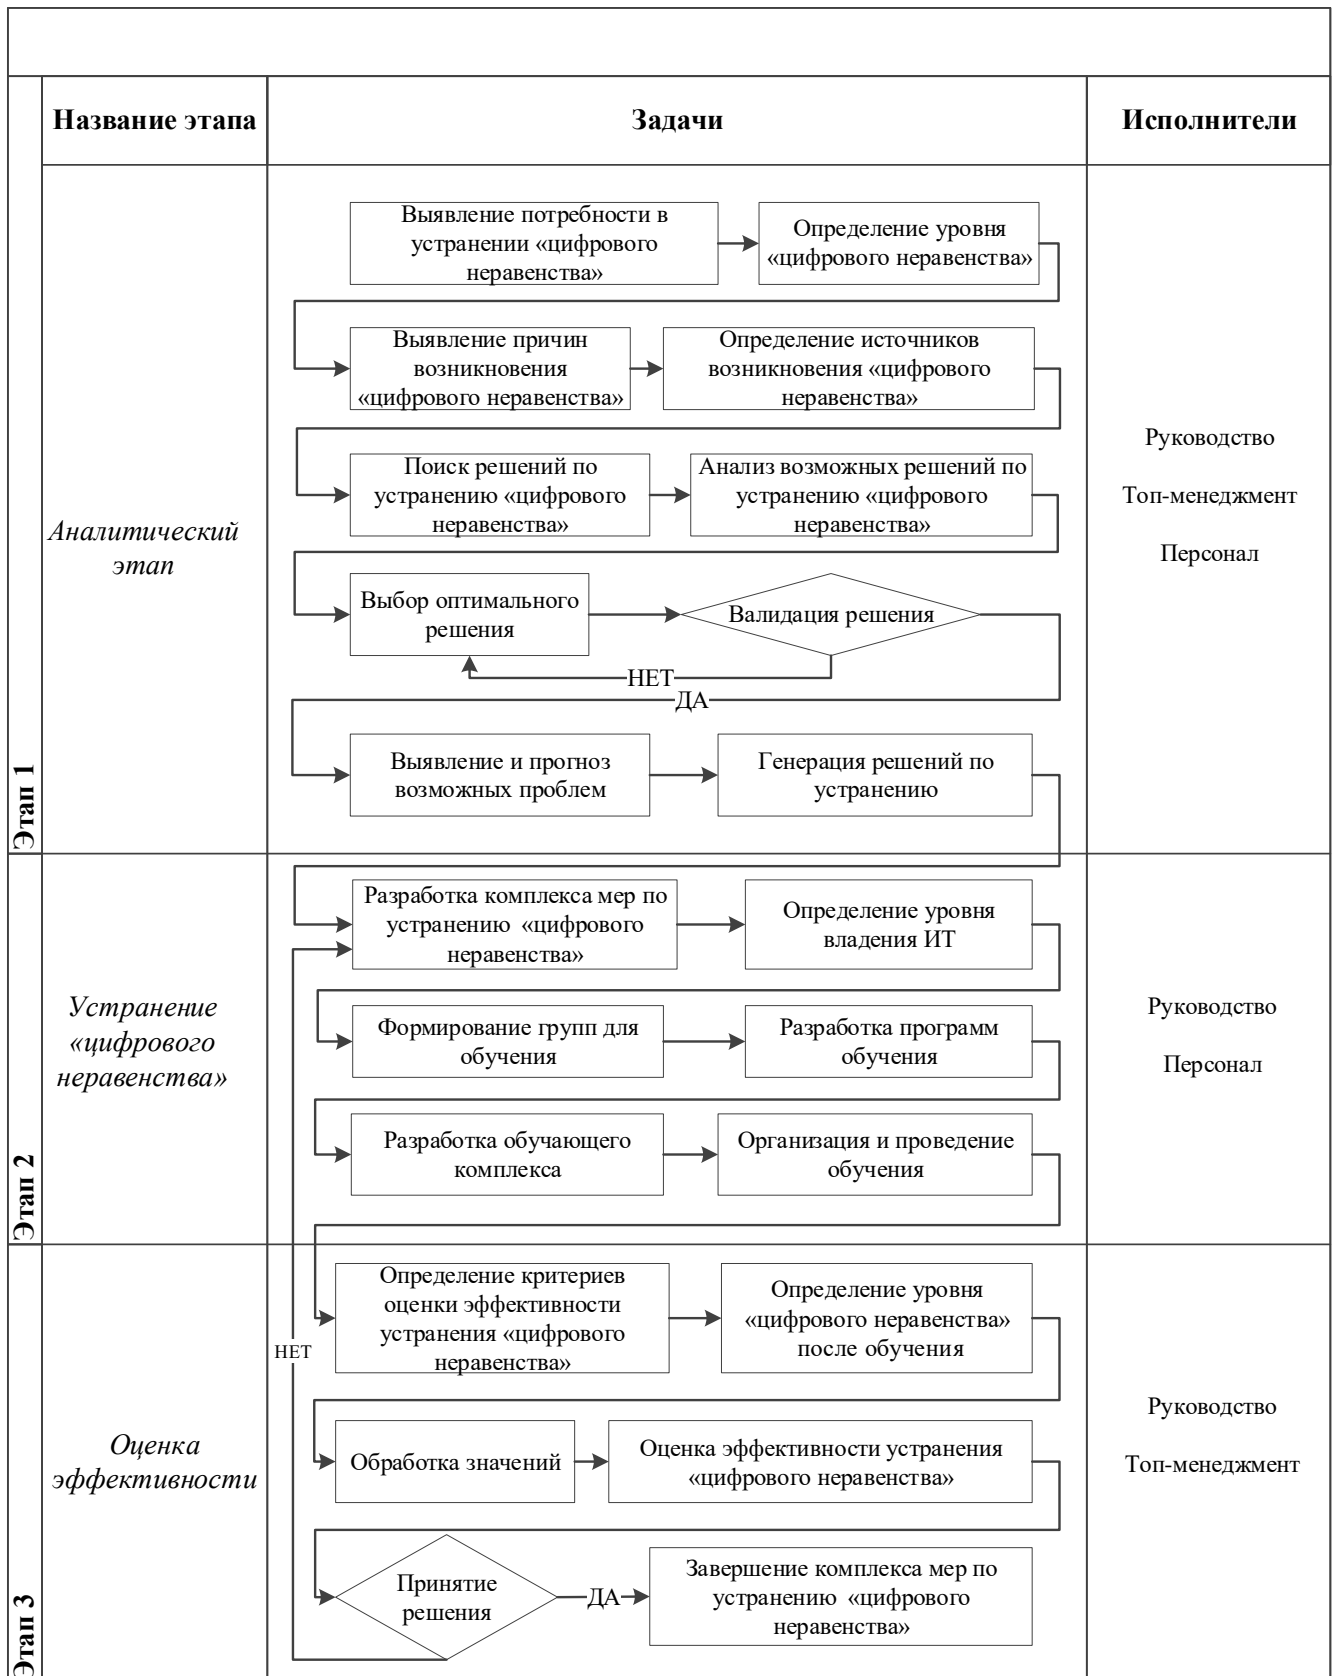 Название этапа
Задачи
Исполнители
Этап 1
Аналитический
этап
Выявление потребности в
устранении «цифрового
неравенства»
Определение уровня
«цифрового неравенства»
Выявление причин
возникновения
«цифрового неравенства»
Определение источников
возникновения «цифрового
неравенства»
Поиск решений по
устранению «цифрового
неравенства»
Анализ возможных решений по
устранению «цифрового
неравенства»
Выбор оптимального
решения
Валидация решения
НЕТ
ДА
Выявление и прогноз
возможных проблем
Генерация решений по
устранению
Руководство
Топ-менеджмент
Персонал
Этап 2
Устранение
«цифрового
неравенства»
Разработка комплекса мер по
устранению «цифрового
неравенства»
Определение уровня
владения ИТ
Формирование групп для
обучения
Разработка программ
обучения
Разработка обучающего
комплекса
Организация и проведение
обучения
Руководство
Персонал
Этап 3
Оценка
эффективности
Определение критериев
оценки эффективности
устранения «цифрового
неравенства»
Определение уровня
«цифрового неравенства»
после обучения
НЕТ
Обработка значений
Оценка эффективности устранения
«цифрового неравенства»
Принятие
решения
ДА
Завершение комплекса мер по
устранению «цифрового
неравенства»
Руководство
Топ-менеджмент